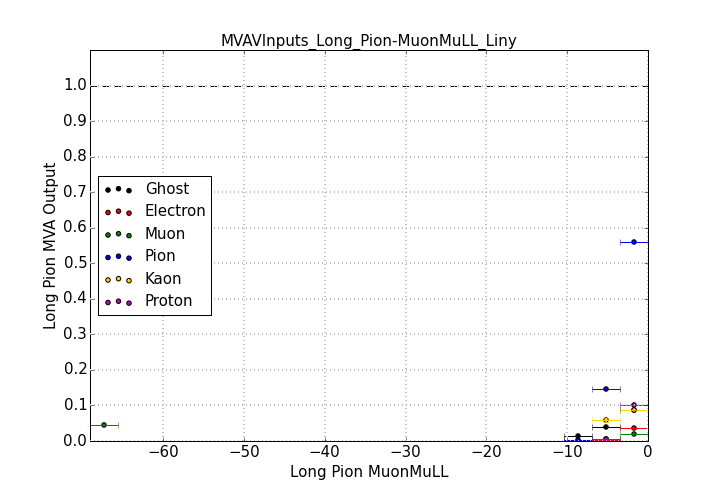 MVAVInputs_Long_Pion-MuonMuLL_Liny
1.0
0.9
0.8
0.7
0.6
0.5
0.4
0.3
0.2
0.1
0.0
Long Pion MVA Output
Ghost
Electron
Muon
Pion
Kaon
Proton
−60 −50 −40 −30 −20 −10 0
Long Pion MuonMuLL